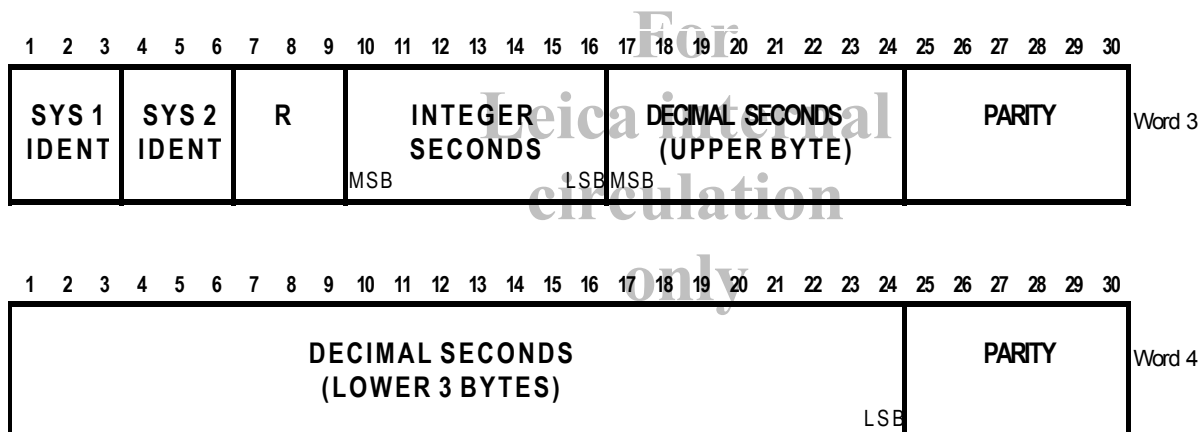 For
1 2 3 4 5 6 7 8 9 10 11 12 13 14 15 16 17 18 19 20 21 22 23 24 25 26 27 28 29 30
SYS 1 SYS 2 R INTEGER DECIMAL SECONDS PARITY Word 3
IDENT IDENT SECONDS (UPPER BYTE)
Leica internal
MSB LSB MSB
circulation
only
1 2 3 4 5 6 7 8 9 10 11 12 13 14 15 16 17 18 19 20 21 22 23 24 25 26 27 28 29 30
DECIMAL SECONDS PARITY Word 4
(LOWER 3 BYTES)
LSB